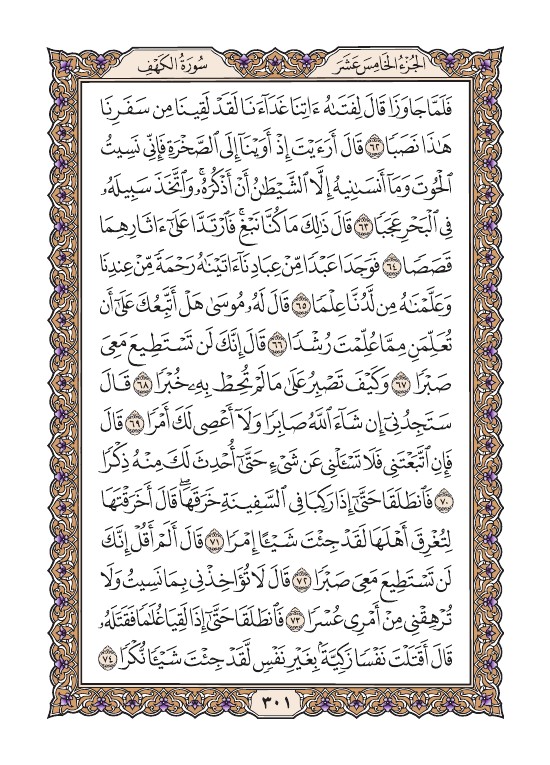 الجزء الخامس عشر
سورة الكهف
فَلَمَّا جَاوَزَا قَالَ لِفَتَىٰهُ ءَاتِنَا غَدَآءَنَا لَقَدْ لَقِينَا مِن سَفَرِنَا
هَٰذَا نَصَبًا ٦٢ قَالَ أَرَءَيْتَ إِذْ أَوَيْنَآ إِلَى ٱلصَّخْرَةِ فَإِنِّى نَسِيتُ
ٱلْحُوتَ وَمَآ أَنسَىٰنِيهُ إِلَّا ٱلشَّيْطَٰنُ أَنْ أَذْكُرَهُۥ ۚ وَٱتَّخَذَ سَبِيلَهُۥ
فِى ٱلْبَحْرِ عَجَبًا ٦٣ قَالَ ذَٰلِكَ مَا كُنَّا نَبْغِ ۚ فَٱرْتَدَّا عَلَىٰٓ ءَاثَارِهِمَا
قَصَصًا ٦٤ فَوَجَدَا عَبْدًا مِّنْ عِبَادِنَآ ءَاتَيْنَٰهُ رَحْمَةً مِّنْ عِندِنَا
وَعَلَّمْنَٰهُ مِن لَّدُنَّا عِلْمًا ٦٥ قَالَ لَهُۥ مُوسَىٰ هَلْ أَتَّبِعُكَ عَلَىٰٓ أَن
تُعَلِّمَنِ مِمَّا عُلِّمْتَ رُشْدًا ٦٦ قَالَ إِنَّكَ لَن تَسْتَطِيعَ مَعِىَ
صَبْرًا ٦٧ وَكَيْفَ تَصْبِرُ عَلَىٰ مَا لَمْ تُحِطْ بِهِۦ خُبْرًا ٦٨ قَالَ
سَتَجِدُنِىٓ إِن شَآءَ ٱللَّهُ صَابِرًا وَلَآ أَعْصِى لَكَ أَمْرًا ٦٩ قَالَ
فَإِنِ ٱتَّبَعْتَنِى فَلَا تَسْـَٔلْنِى عَن شَىْءٍ حَتَّىٰٓ أُحْدِثَ لَكَ مِنْهُ ذِكْرًا
٧٠ فَٱنطَلَقَا حَتَّىٰٓ إِذَا رَكِبَا فِى ٱلسَّفِينَةِ خَرَقَهَا ۖ قَالَ أَخَرَقْتَهَا
لِتُغْرِقَ أَهْلَهَا لَقَدْ جِئْتَ شَيْـًٔا إِمْرًا ٧١ قَالَ أَلَمْ أَقُلْ إِنَّكَ
لَن تَسْتَطِيعَ مَعِىَ صَبْرًا ٧٢ قَالَ لَا تُؤَاخِذْنِى بِمَا نَسِيتُ وَلَا
تُرْهِقْنِى مِنْ أَمْرِى عُسْرًا ٧٣ فَٱنطَلَقَا حَتَّىٰٓ إِذَا لَقِيَا غُلَٰمًا فَقَتَلَهُۥ
قَالَ أَقَتَلْتَ نَفْسًا زَكِيَّةًۢ بِغَيْرِ نَفْسٍ لَّقَدْ جِئْتَ شَيْـًٔا نُّكْرًا ٧٤
٣٠١